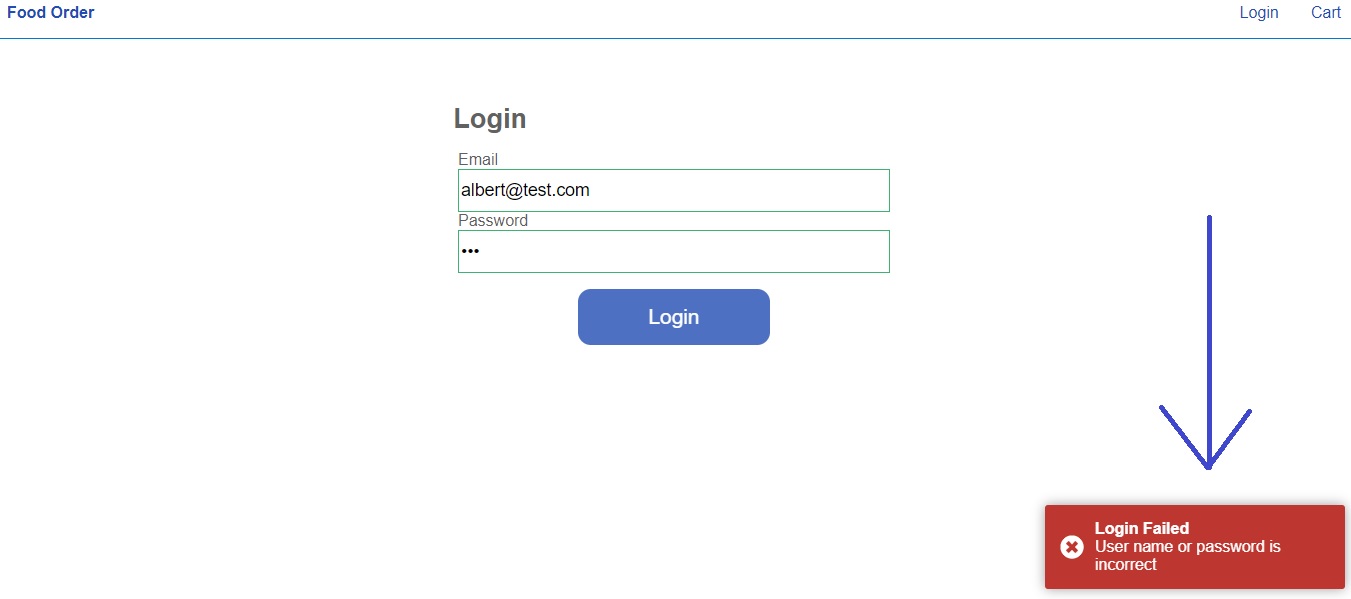 Food Order
Login
Cart
Login
Email
albert@test.com
Password
•••
Login
Login Failed
User name or password is
incorrect